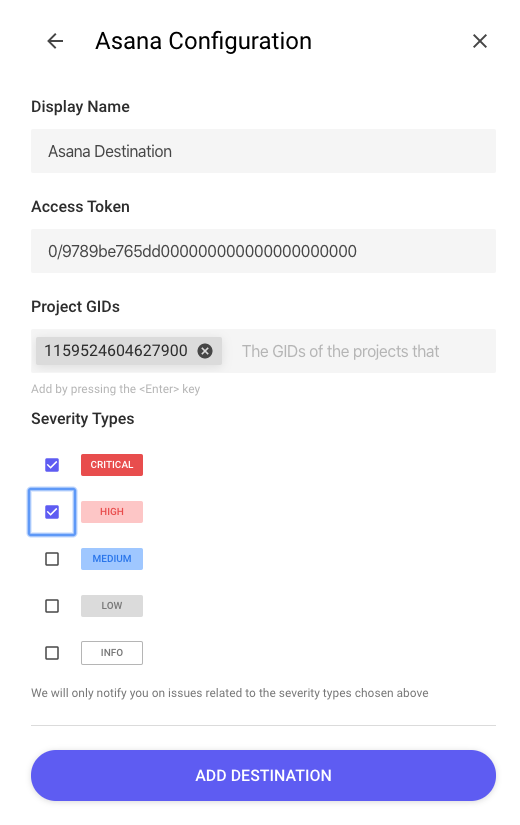 Asana Configuration
Display Name
Asana Destination
Access Token
0/9789be765dd000000000000000000000
Project GIDs
1159524604627900 The GIDs of the projects that
Add by pressing the <Enter> key
Severity Types
CRITICAL
HIGH
MEDIUM
LOW
INFO
We will only notify you on issues related to the severity types chosen above
ADD DESTINATION